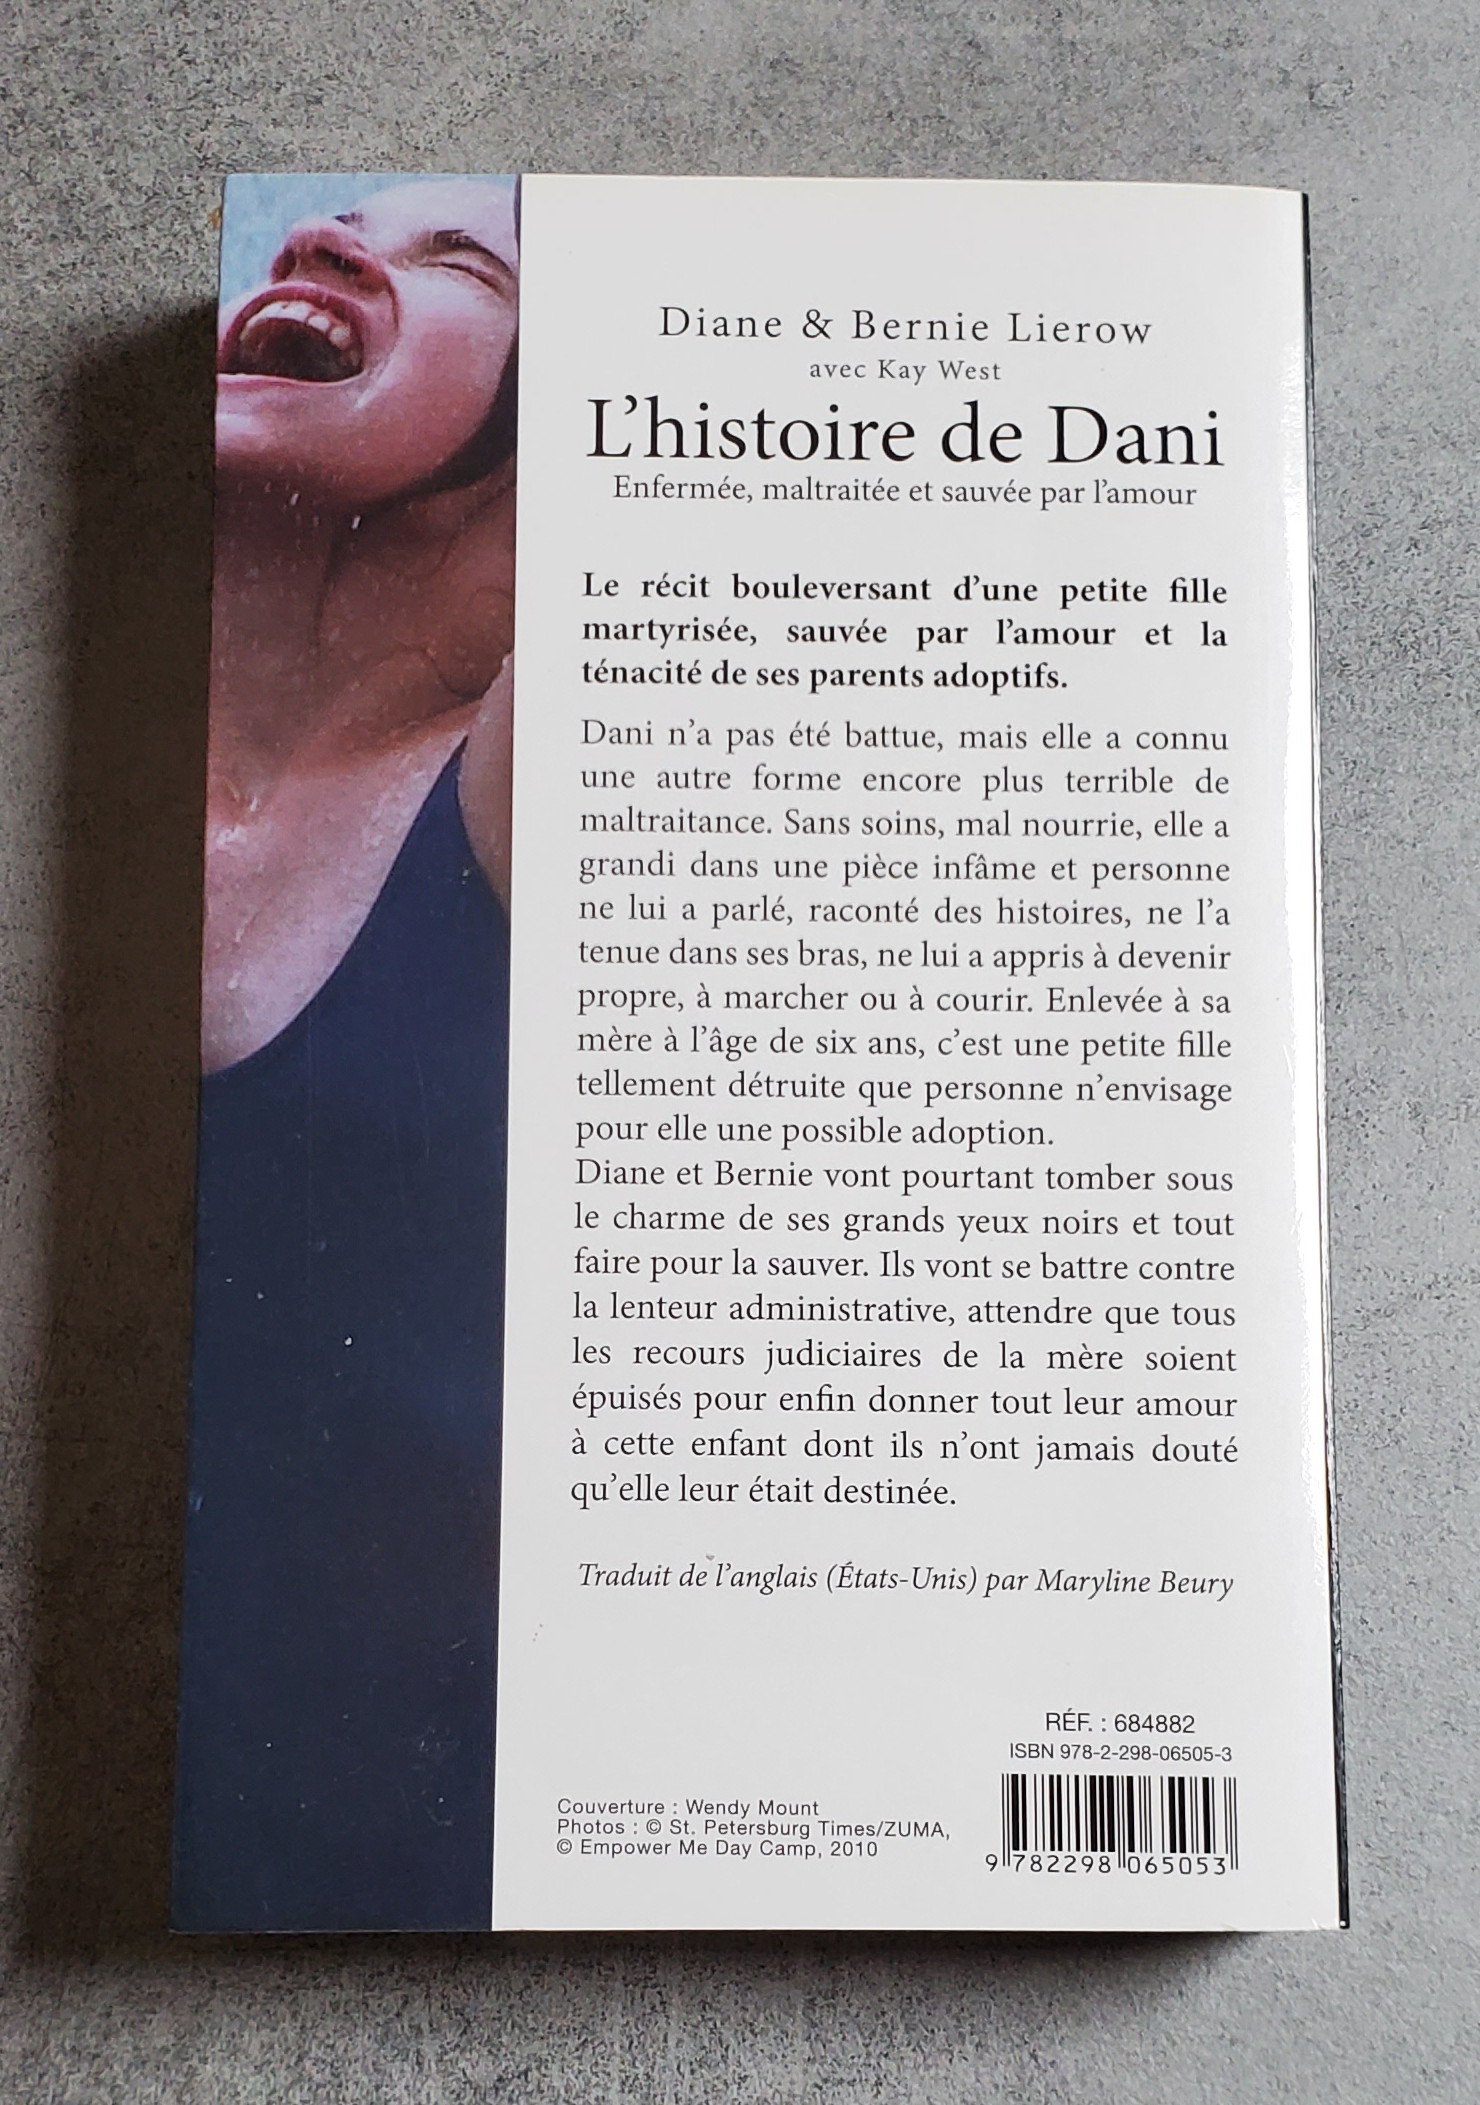 Diane & Bernie Lierow
avec Kay West
L'histoire de Dani
Enfermée, maltraitée et sauvée par l'amour
Le récit bouleversant d'une petite fille
martyrisée, sauvée par l'amour et la
ténacité de ses parents adoptifs.
Dani n'a pas été battue, mais elle a connu
une autre forme encore plus terrible de
maltraitance. Sans soins, mal nourrie, elle a
grandi dans une pièce infâme et personne
ne lui a parlé, raconté des histoires, ne l'a
tenue dans ses bras, ne lui a appris à devenir
propre, à marcher ou à courir. Enlevée à sa
mère à l'âge de six ans, c'est une petite fille
tellement détruite que personne n'envisage
pour elle une possible adoption.
Diane et Bernie vont pourtant tomber sous
le charme de ses grands yeux noirs et tout
faire pour la sauver. Ils vont se battre contre
la lenteur administrative, attendre que tous
les recours judiciaires de la mère soient
épuisés pour enfin donner tout leur amour
à cette enfant dont ils n'ont jamais douté
qu'elle leur était destinée.
Traduit de l'anglais (États-Unis) par Maryline Beury
RÉF. : 684882
ISBN 978-2-298-06505-3
Couverture : Wendy Mount
Photos : © St. Petersburg Times/ZUMA,
© Empower Me Day Camp, 2010
9 782298 065053